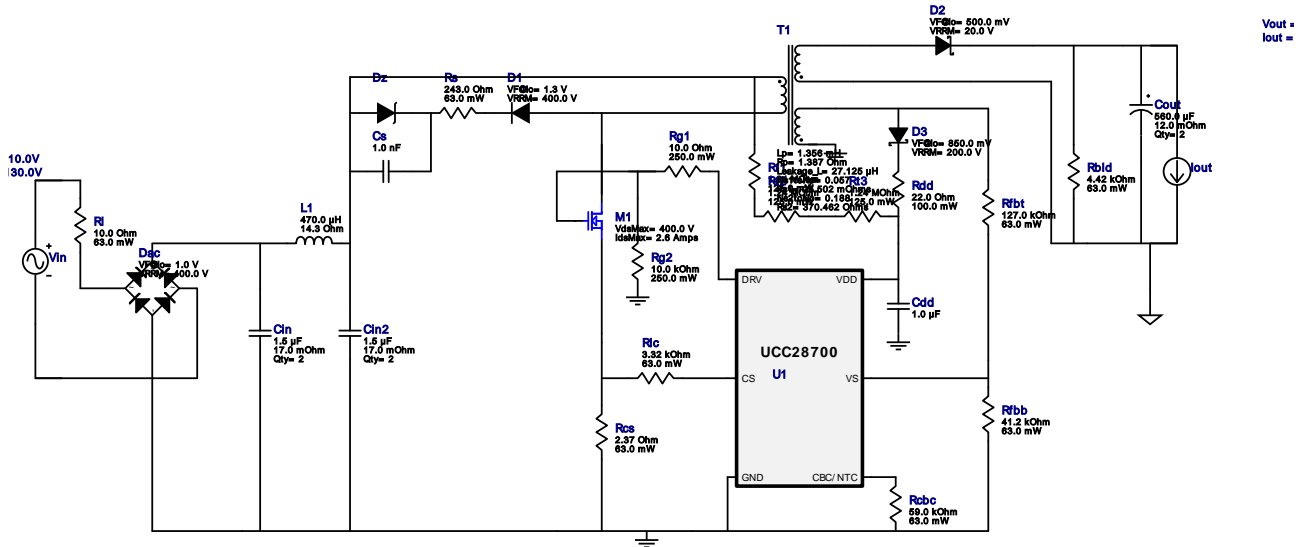 D2
VF@Io= 500.0 mV
VRRM= 20.0 V
Vout =
Iout =
T1
Dz
Rs
243.0 Ohm
63.0 mW
D1
VF@Io= 1.3 V
VRRM= 400.0 V
Cs
1.0 nF
Rg1
10.0 Ohm
250.0 mW
D3
VF@Io= 850.0 mV
VRRM= 200.0 V
Cout
560.0 µF
12.0 mOhm
Qty= 2
Lp= 1.356 mH
Rp= 1.387 Ohm
Leakage_L= 27.125 µH
Rt3
Rdd
22.0 Ohm
100.0 mW
Rbld
4.42 kOhm
63.0 mW
Iout
Rfbt
127.0 kOhm
63.0 mW
10.0V
130.0V
RI
10.0 Ohm
63.0 mW
L1
470.0 µH
14.3 Ohm
M1
VdsMax= 400.0 V
IdsMax= 2.6 Amps
Vin
+
−
Dac
VF@Io= 1.0 V
VRRM= 400.0 V
Rg2
10.0 kOhm
250.0 mW
DRV
VDD
Cdd
1.0 µF
Cin
1.5 µF
17.0 mOhm
Qty= 2
Cin2
1.5 µF
17.0 mOhm
Qty= 2
UCC28700
U1
Rlc
3.32 kOhm
63.0 mW
CS
VS
Rcs
2.37 Ohm
63.0 mW
Rfbb
41.2 kOhm
63.0 mW
GND
CBC/ NTC
Rcbc
59.0 kOhm
63.0 mW